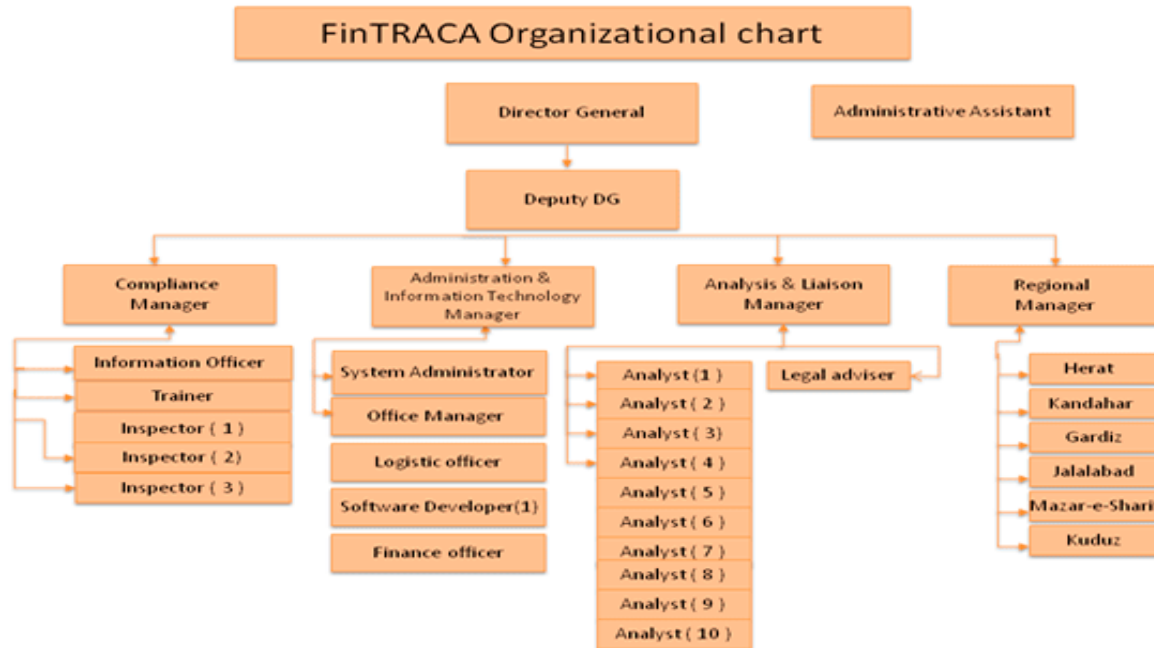 FinTRACA Organizational chart
Director General
Administrative Assistant
Deputy DG
Compliance
Manager
Administration &
Information Technology
Manager
Analysis & Liaison
Manager
Regional
Manager
Information Officer
Trainer
Inspector ( 1 )
Inspector ( 2)
Inspector ( 3 )
System Administrator
Office Manager
Logistic officer
Software Developer(1)
Finance officer
Analyst (1 )
Analyst ( 2 )
Analyst ( 3)
Analyst ( 4 )
Analyst ( 5 )
Analyst ( 6 )
Analyst ( 7 )
Analyst ( 8 )
Analyst ( 9 )
Analyst ( 10 )
Legal adviser
Herat
Kandahar
Gardiz
Jalalabad
Mazar-e-Shari
Kuduz